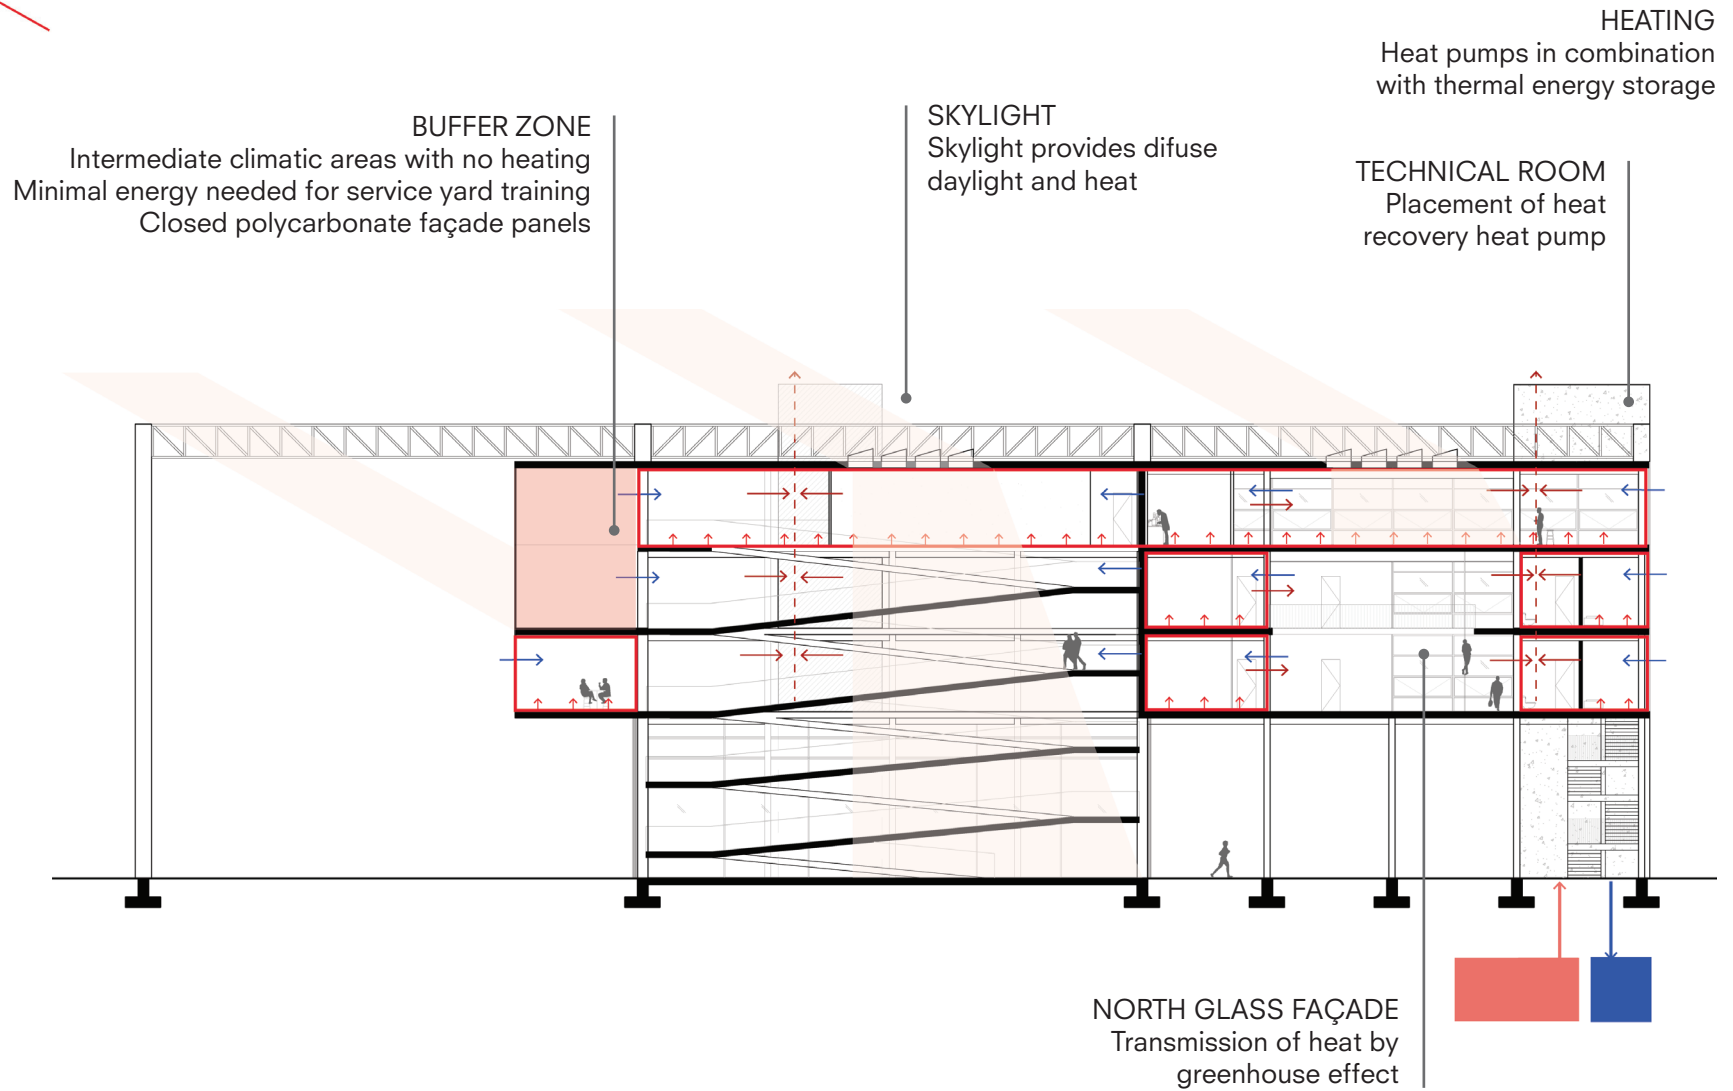 HEATING
Heat pumps in combination
with thermal energy storage
BUFFER ZONE
Intermediate climatic areas with no heating
Minimal energy needed for service yard training
Closed polycarbonate façade panels
SKYLIGHT
Skylight provides difuse
daylight and heat
TECHNICAL ROOM
Placement of heat
recovery heat pump
NORTH GLASS FAÇADE
Transmission of heat by
greenhouse effect